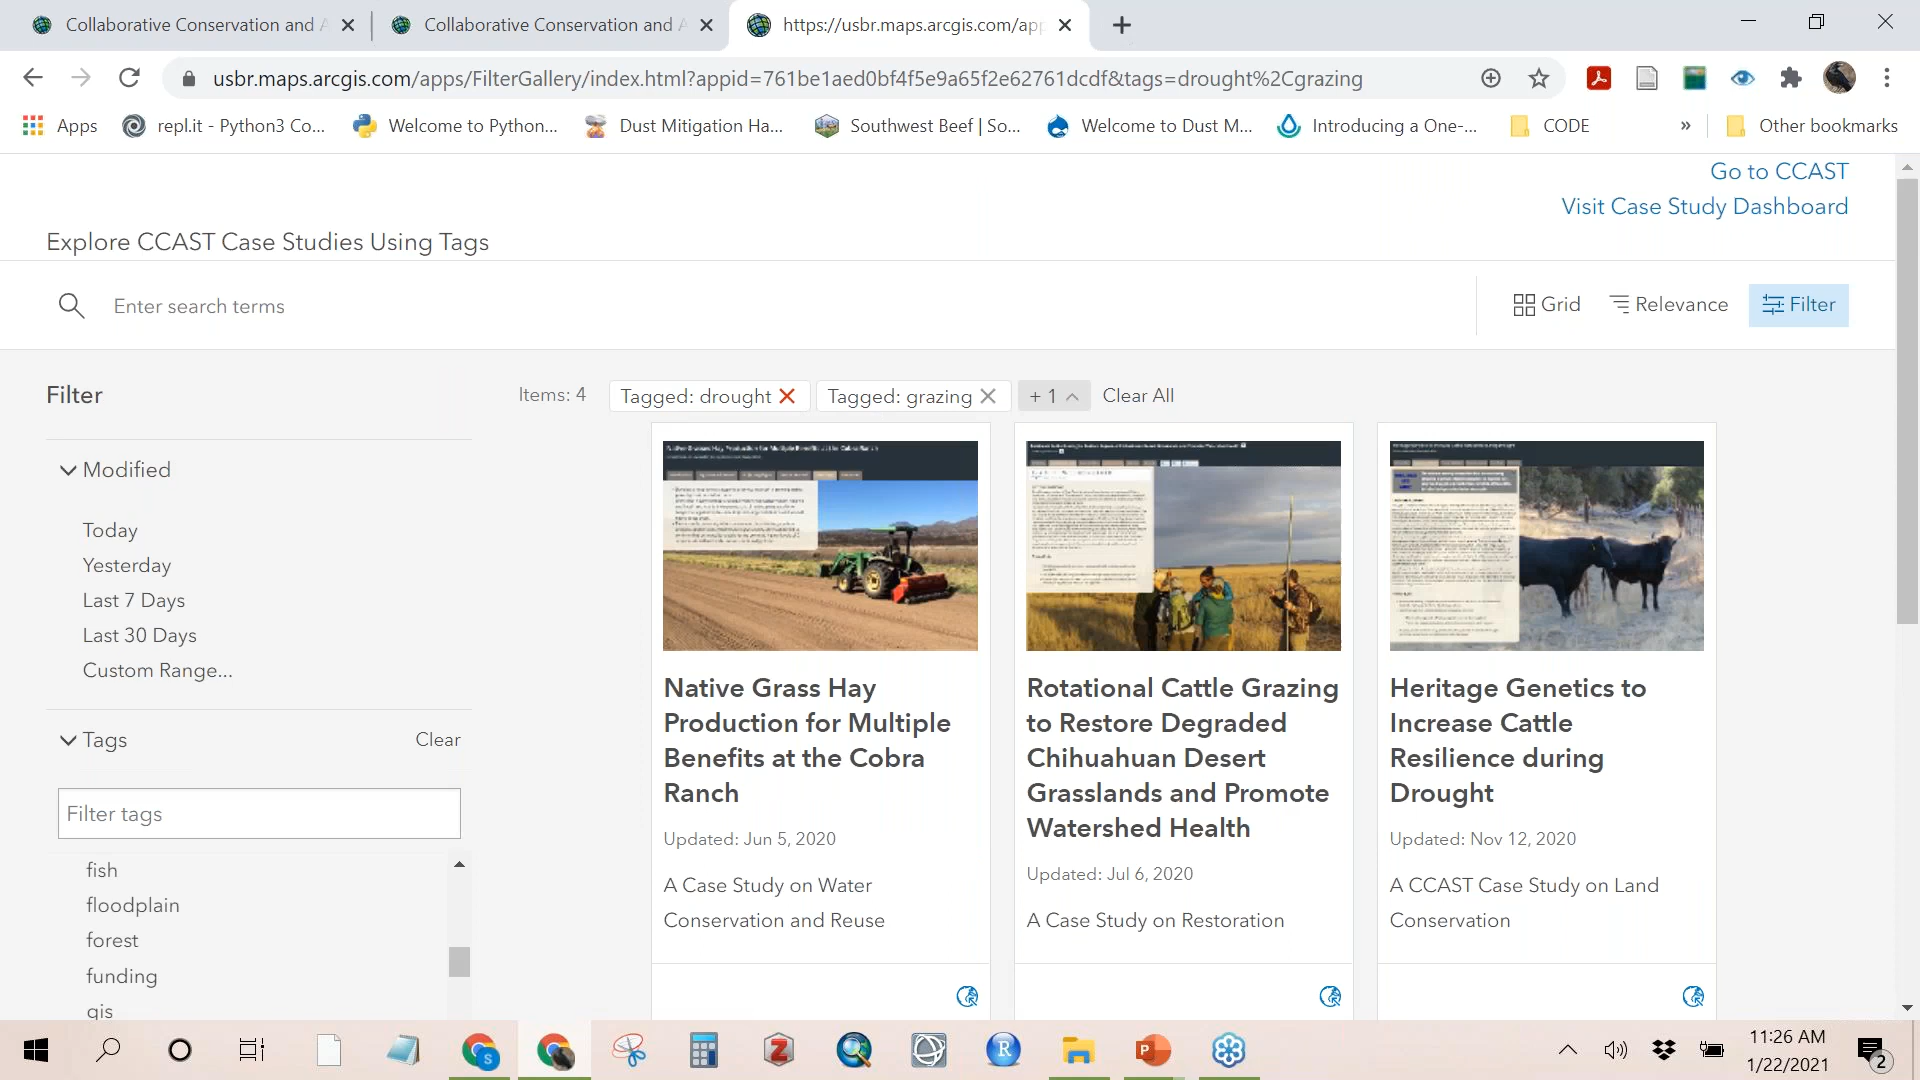 Collaborative Conservation and A
Collaborative Conservation and A
https://usbr.maps.arcgis.com/app
usbr.maps.arcgis.com/apps/FilterGallery/index.html?appid=761be1aed0bf4f5e9a65f2e62761dcdf&tags=drought%2Cgrazing
Apps
repl.it - Python3 Co...
Welcome to Python...
Dust Mitigation Ha...
Southwest Beef | So...
Welcome to Dust M...
Introducing a One-...
CODE
»
Other bookmarks
Go to CCAST
Visit Case Study Dashboard
Explore CCAST Case Studies Using Tags
Enter search terms
Grid
Relevance
Filter
Filter
Items: 4
Tagged: drought
Tagged: grazing
+ 1
Clear All
Modified
Today
Yesterday
Last 7 Days
Last 30 Days
Custom Range...
Tags
Clear
Filter tags
fish
floodplain
forest
funding
gis
Native Grass Hay
Production for Multiple
Benefits at the Cobra
Ranch
Updated: Jun 5, 2020
A Case Study on Water
Conservation and Reuse
Rotational Cattle Grazing
to Restore Degraded
Chihuahuan Desert
Grasslands and Promote
Watershed Health
Updated: Jul 6, 2020
A Case Study on Restoration
Heritage Genetics to
Increase Cattle
Resilience during
Drought
Updated: Nov 12, 2020
A CCAST Case Study on Land
Conservation
11:26 AM
1/22/2021
2